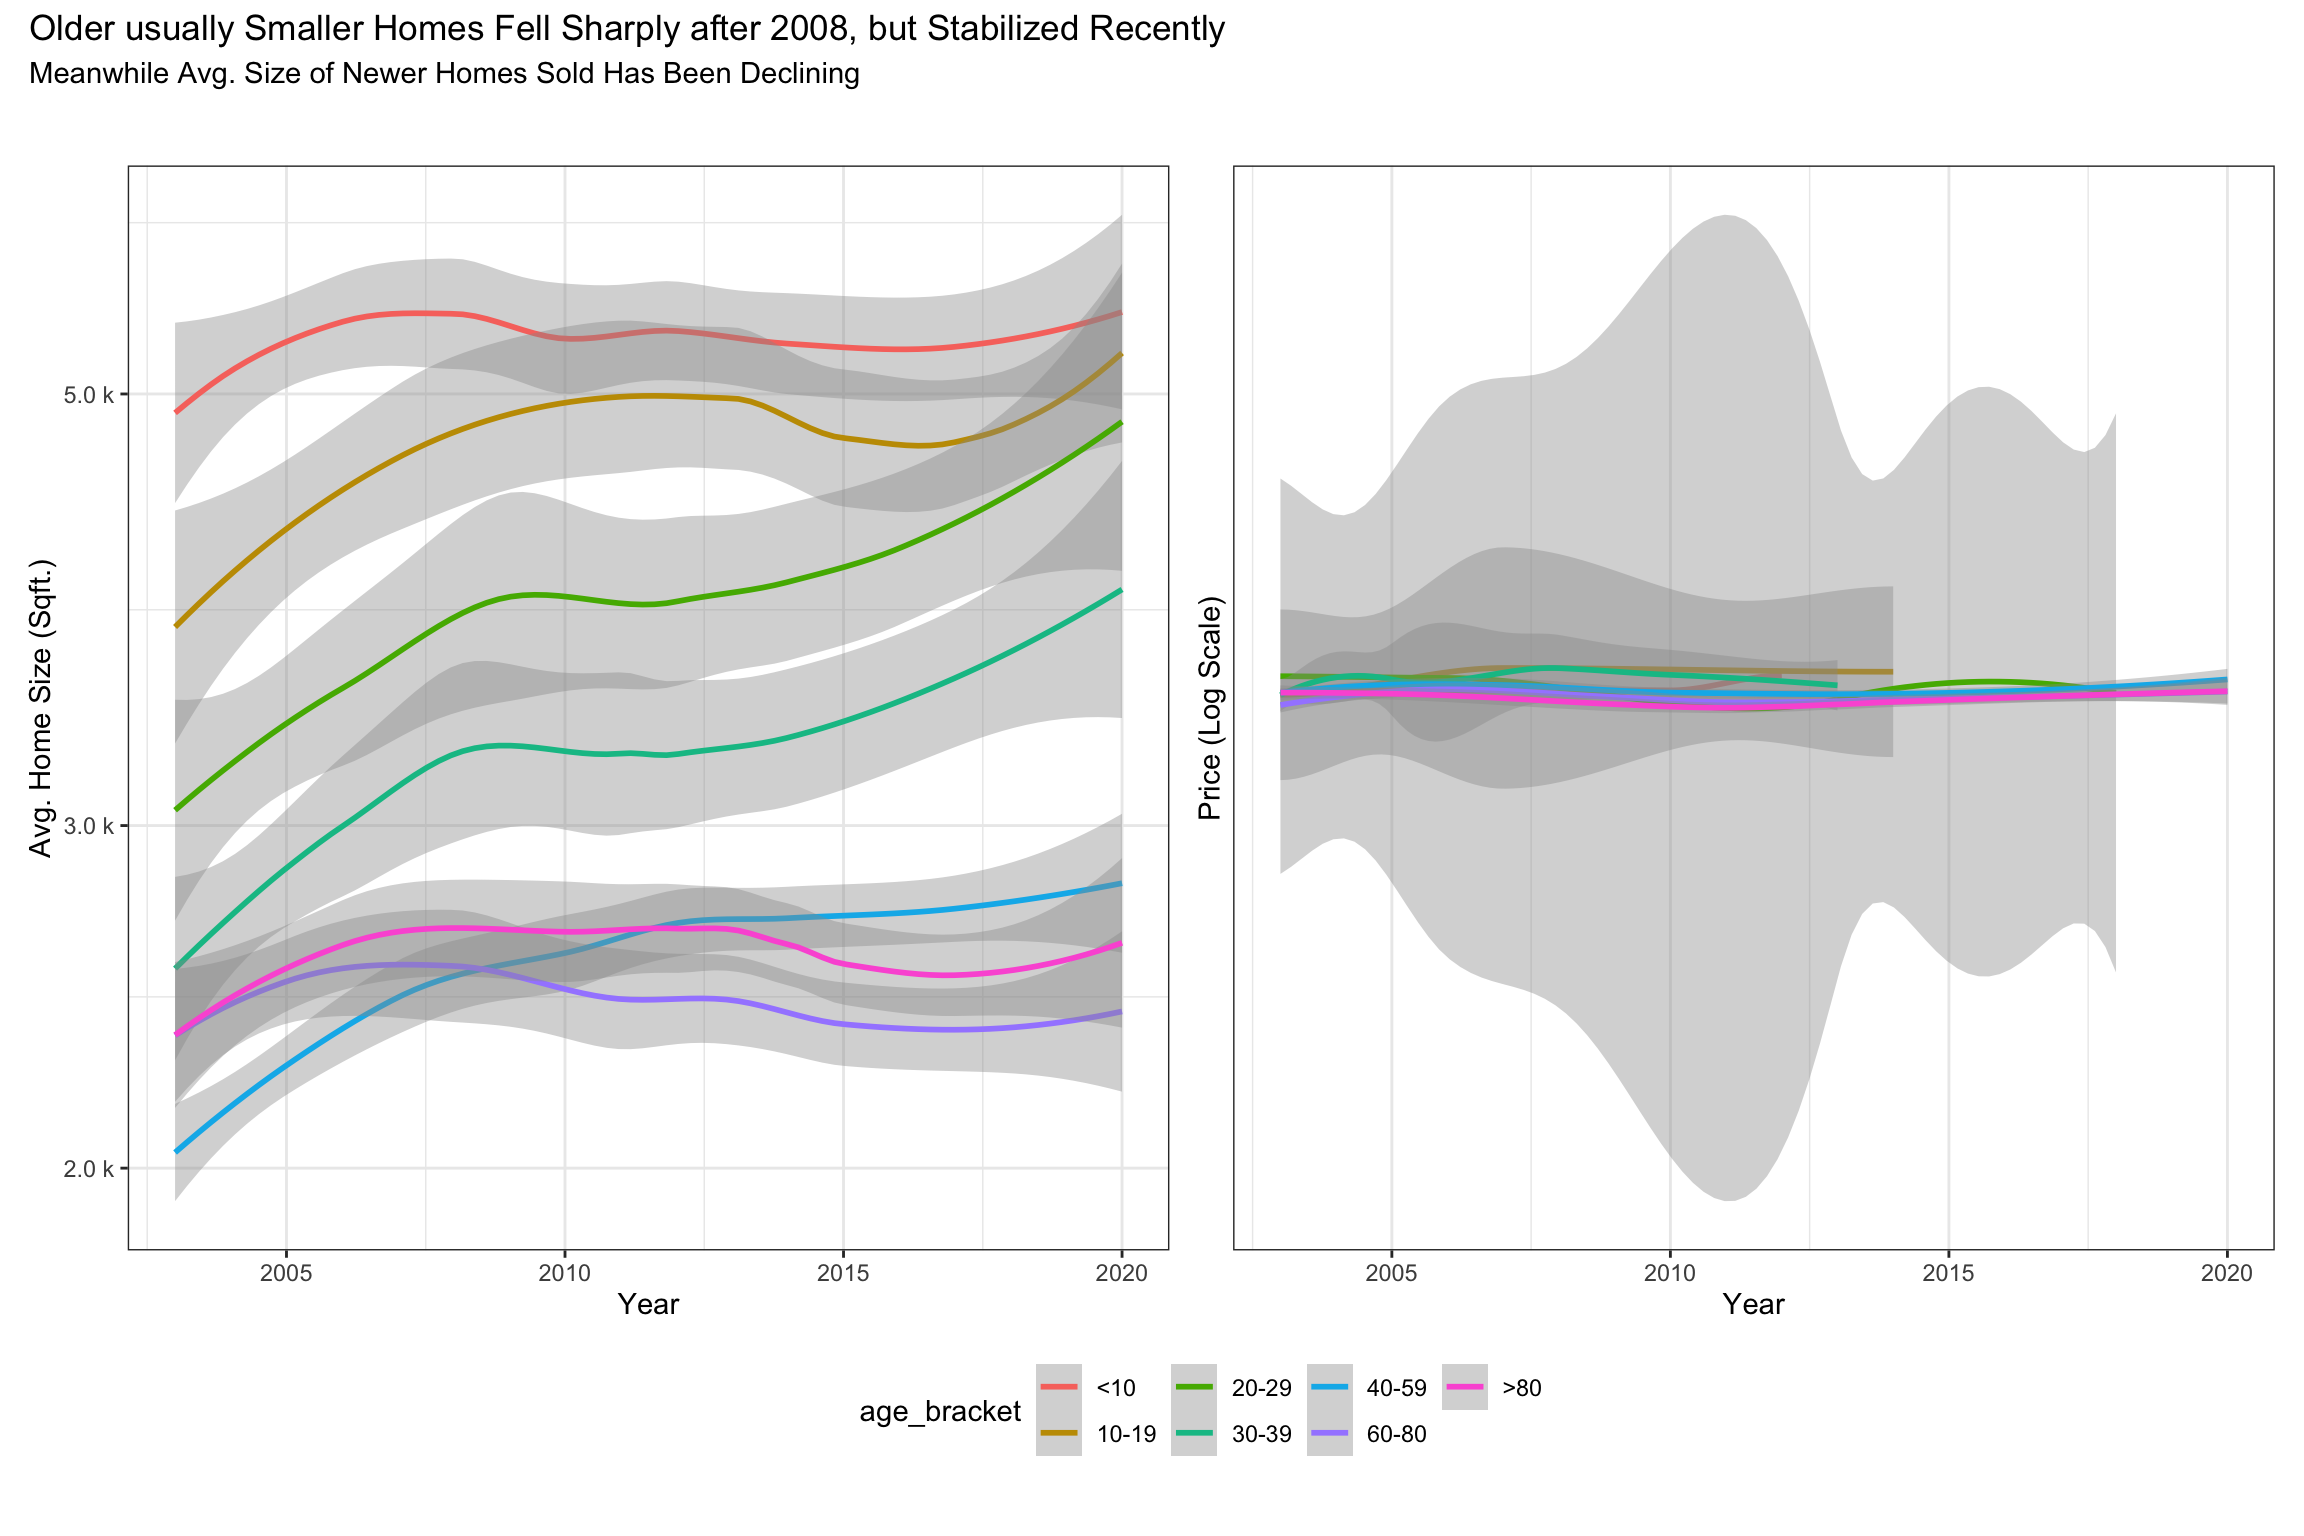 Older usually Smaller Homes Fell Sharply after 2008, but Stabilized Recently
Meanwhile Avg. Size of Newer Homes Sold Has Been Declining
Avg. Home Size (Sqft.)
5.0 k
3.0 k
2.0 k
2005 2010 2015 2020
Year
Price (Log Scale)
2005 2010 2015 2020
Year
age_bracket
<10 20-29 40-59 >80
10-19 30-39 60-80